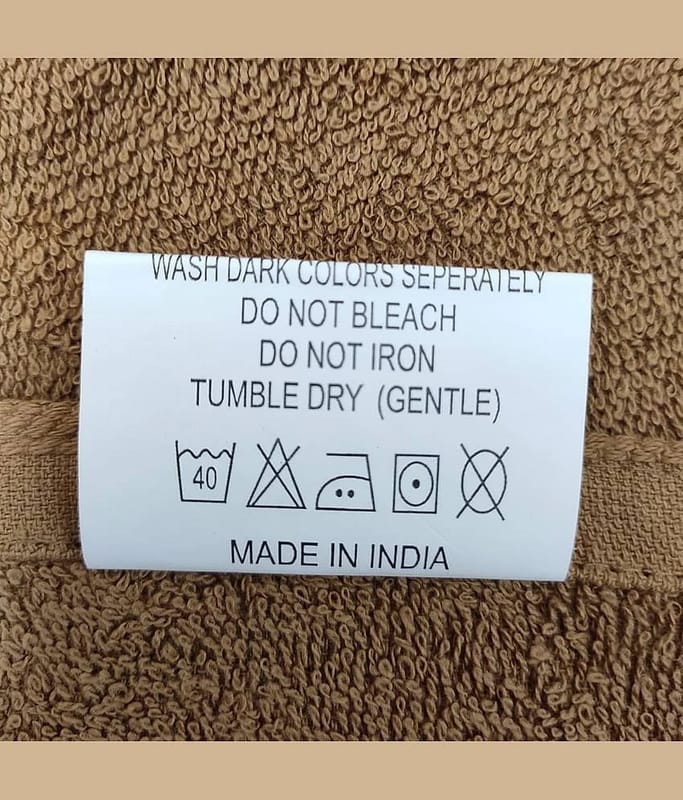 WASH DARK COLORS SEPERATELY
DO NOT BLEACH
DO NOT IRON
TUMBLE DRY (GENTLE)
40
MADE IN INDIA